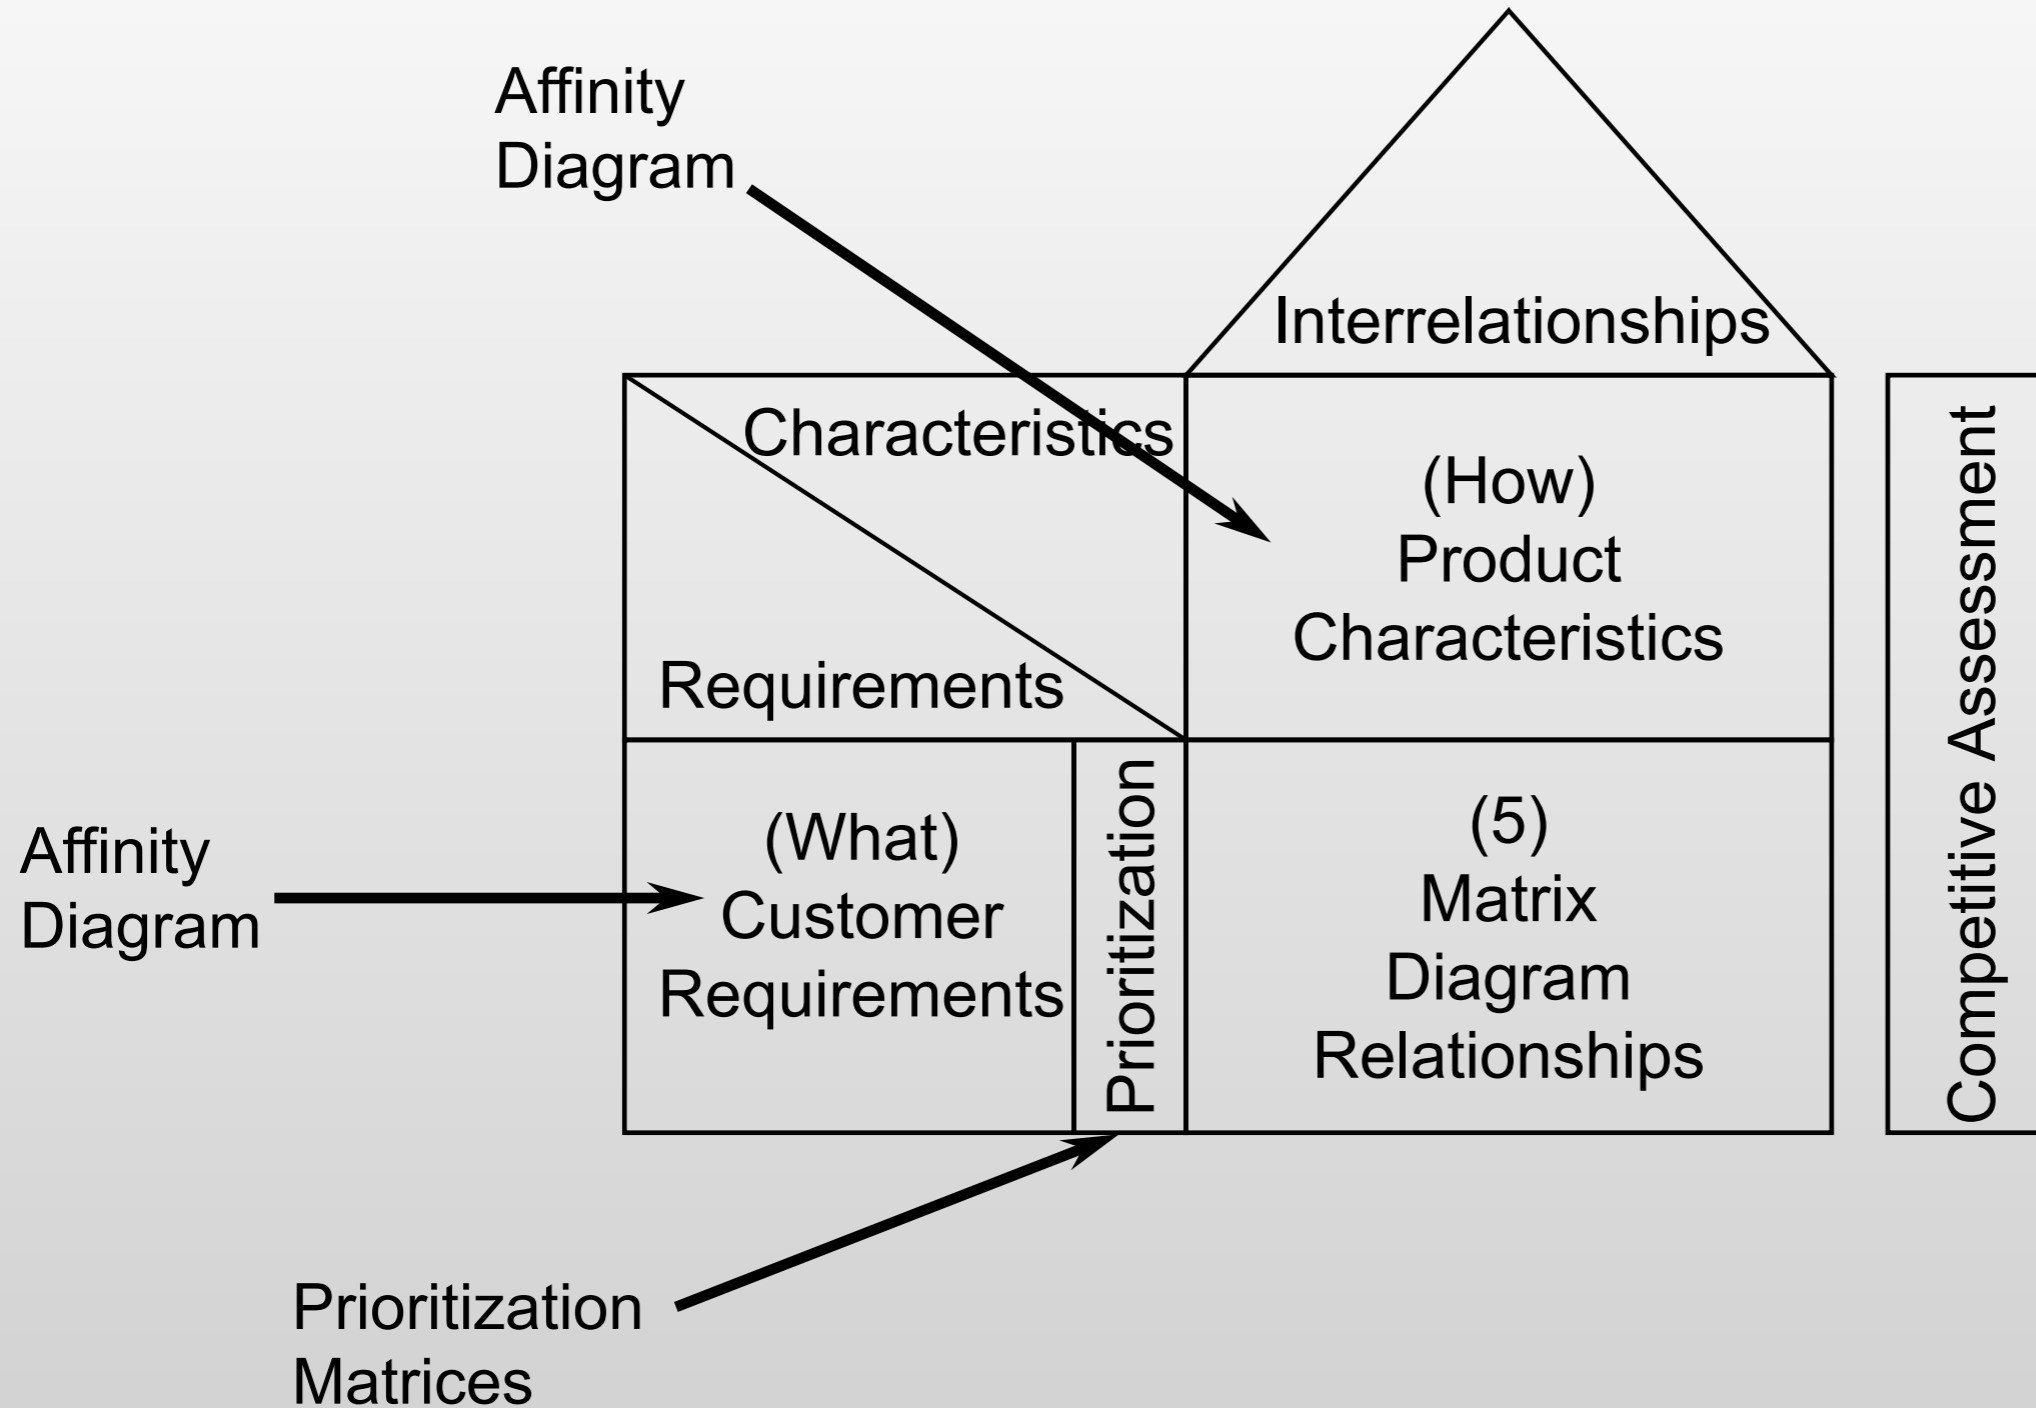 Affinity
Diagram
Interrelationships
Characteristics
Requirements
(How)
Product
Characteristics
Competitive Assessment
Affinity
Diagram
(What)
Customer
Requirements
Prioritization
(5)
Matrix
Diagram
Relationships
Prioritization
Matrices